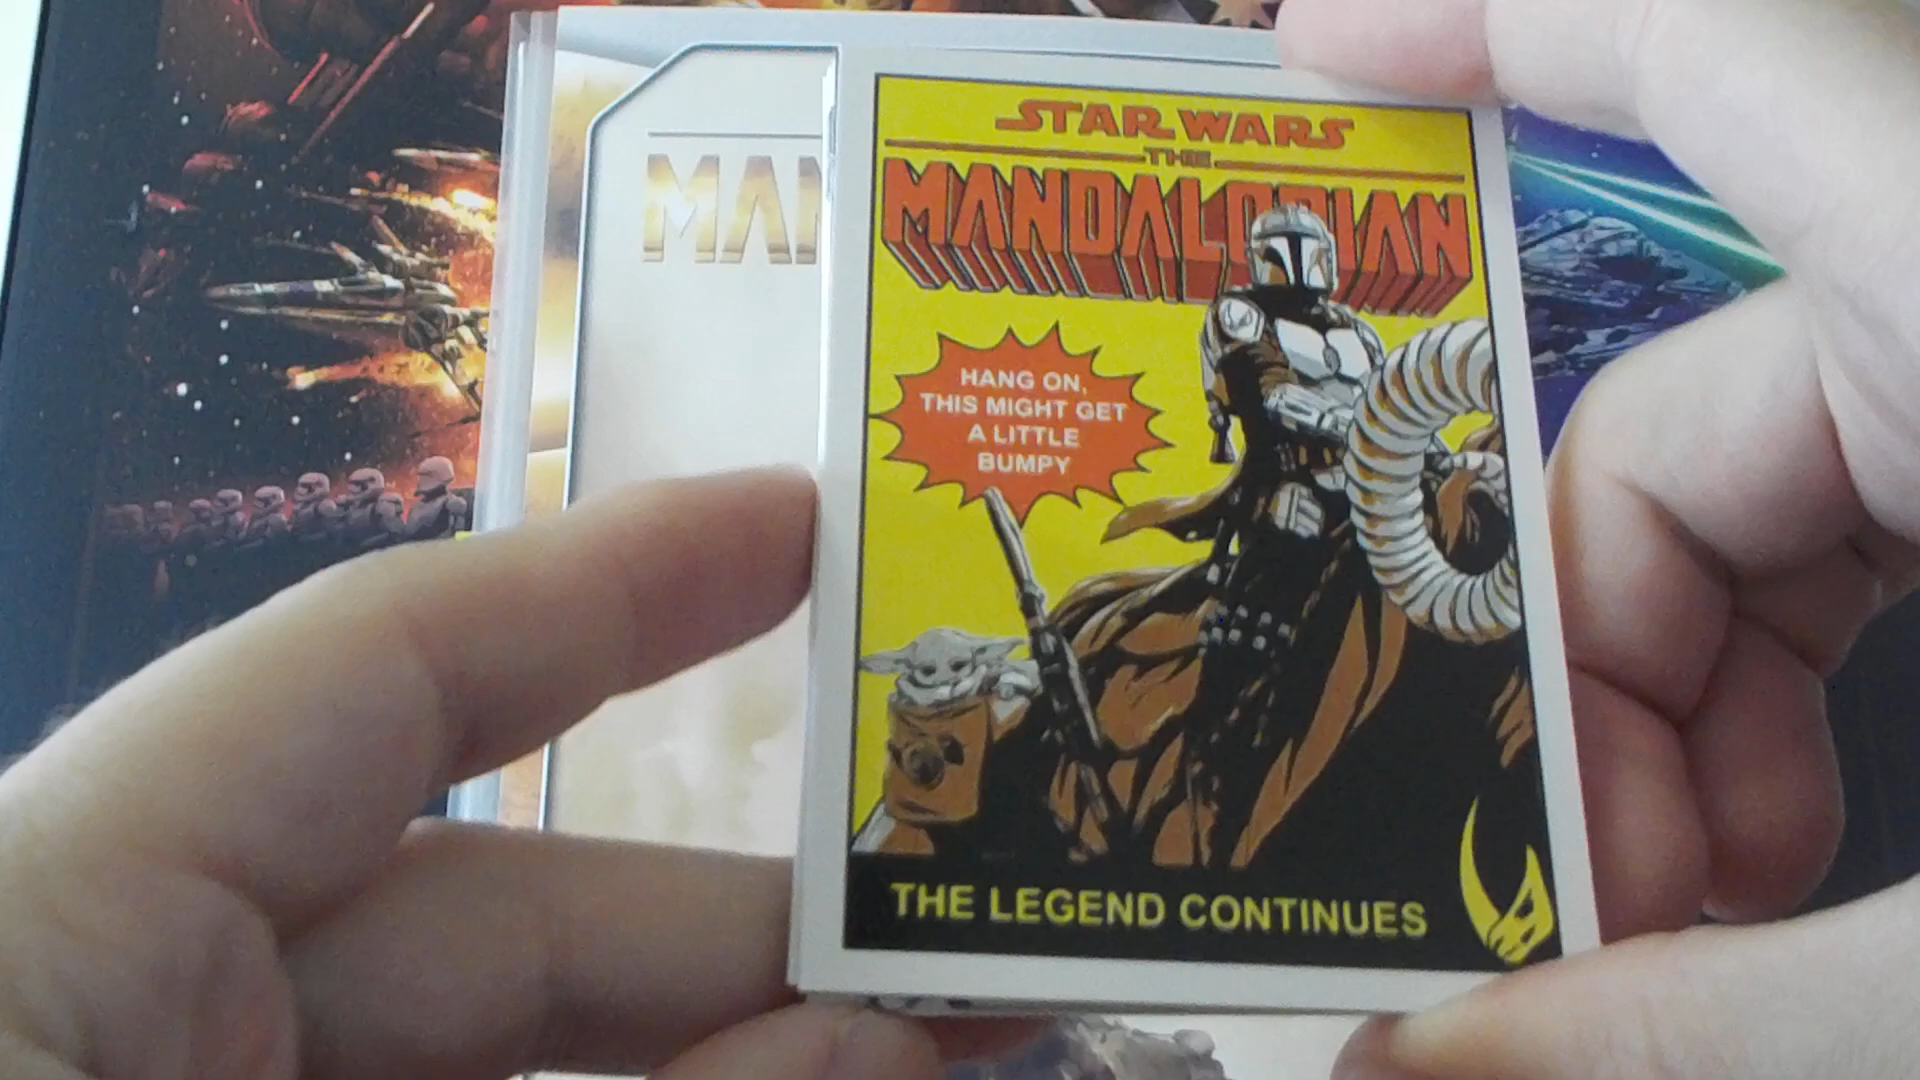 STAR WARS
THE
MANDALORIAN
HANG ON,
THIS MIGHT GET
A LITTLE
BUMPY
THE LEGEND CONTINUES
MAN